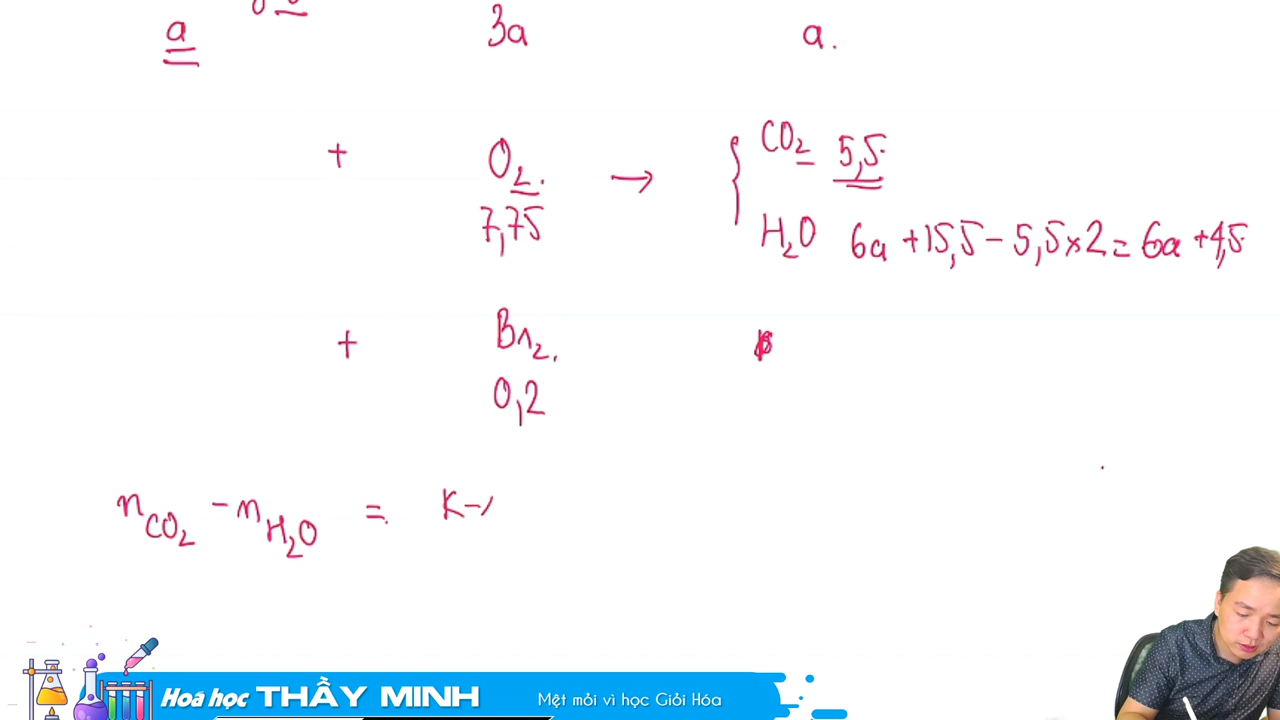 a 3a a.
+ O2. → { CO2 5,5
7,75 H2O 6a + 15,5 - 5,5 x 2 = 6a + 4,5
+ Br2.
0,2
nCO2 - nH2O = K-1
Hoá học THẦY MINH Mệt mỏi vì học Giỏi Hóa